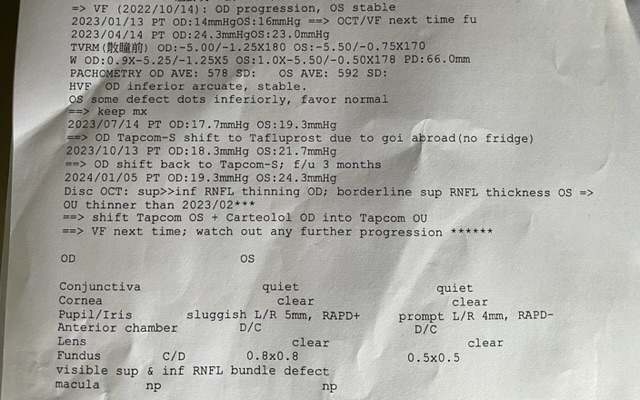 => VF (2022/10/14): OD progression, OS stable
2023/01/13 PT OD:14mmHgOS:16mmHg ==> OCT/VF next time fu
2023/04/14 PT OD:24.3mmHgOS:23.0mmHg
TVRM(散瞳前) OD:-5.00/-1.25X180 OS:-5.50/-0.75X170
W OD:0.9X-5.25/-1.25X5 OS:1.0X-5.50/-0.50X178 PD:66.0mm
PACHOMETRY OD AVE: 578 SD: OS AVE: 592 SD:
HVF OD inferior arcuate, stable.
OS some defect dots inferiorly, favor normal
==> keep mx
2023/07/14 PT OD:17.7mmHg OS:19.3mmHg
==> OD Tapcom-S shift to Tafluprost due to goi abroad(no fridge)
2023/10/13 PT OD:18.3mmHg OS:21.7mmHg
==> OD shift back to Tapcom-S; f/u 3 months
2024/01/05 PT OD:19.3mmHg OS:24.3mmHg
Disc OCT: sup>>inf RNFL thinning OD; borderline sup RNFL thickness OS =>
OU thinner than 2023/02***
==> shift Tapcom OS + Carteolol OD into Tapcom OU
==> VF next time; watch out any further progression ******
OD OS
Conjunctiva quiet quiet
Cornea clear clear
Pupil/Iris sluggish L/R 5mm, RAPD+ prompt L/R 4mm, RAPD-
Anterior chamber D/C D/C
Lens clear clear
Fundus C/D 0.8x0.8 0.5x0.5
visible sup & inf RNFL bundle defect
macula np np